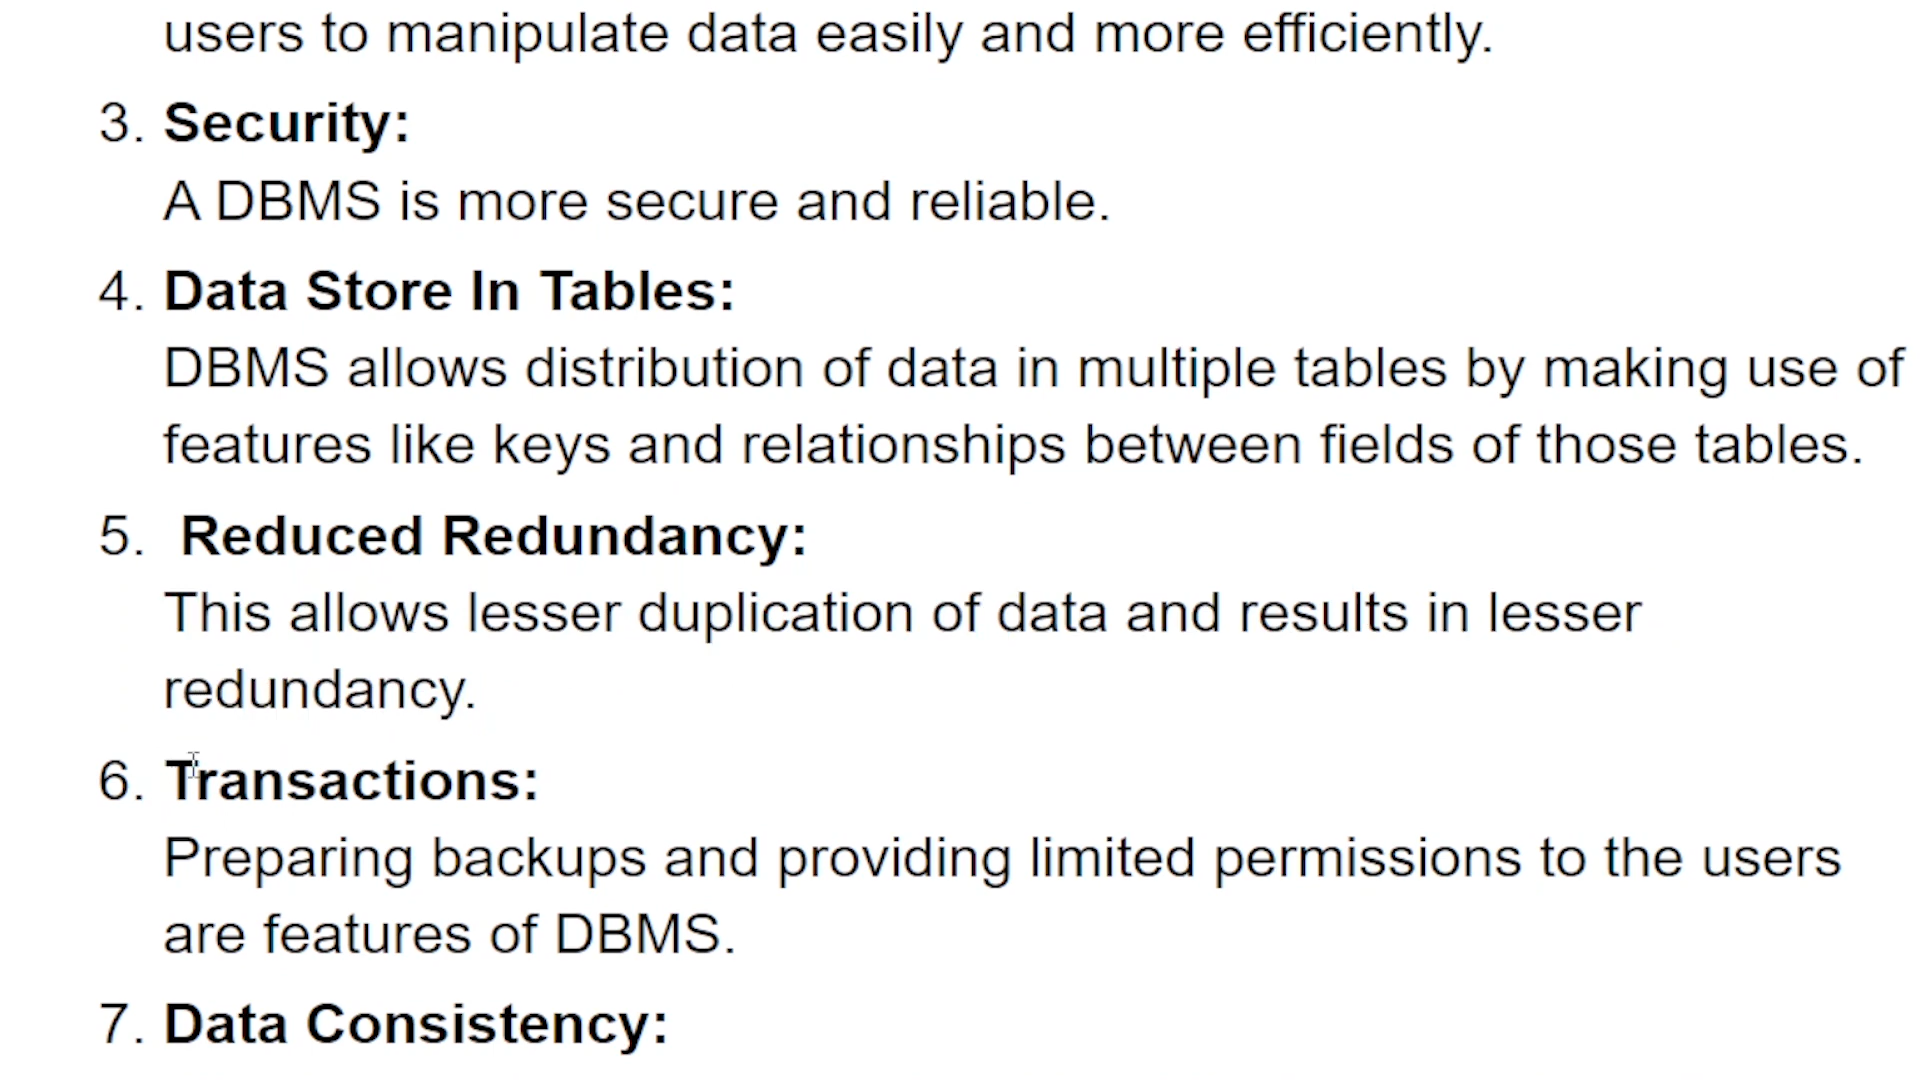 users to manipulate data easily and more efficiently.
3. Security:
A DBMS is more secure and reliable.
4. Data Store In Tables:
DBMS allows distribution of data in multiple tables by making use of
features like keys and relationships between fields of those tables.
5. Reduced Redundancy:
This allows lesser duplication of data and results in lesser
redundancy.
6. Transactions:
Preparing backups and providing limited permissions to the users
are features of DBMS.
7. Data Consistency: